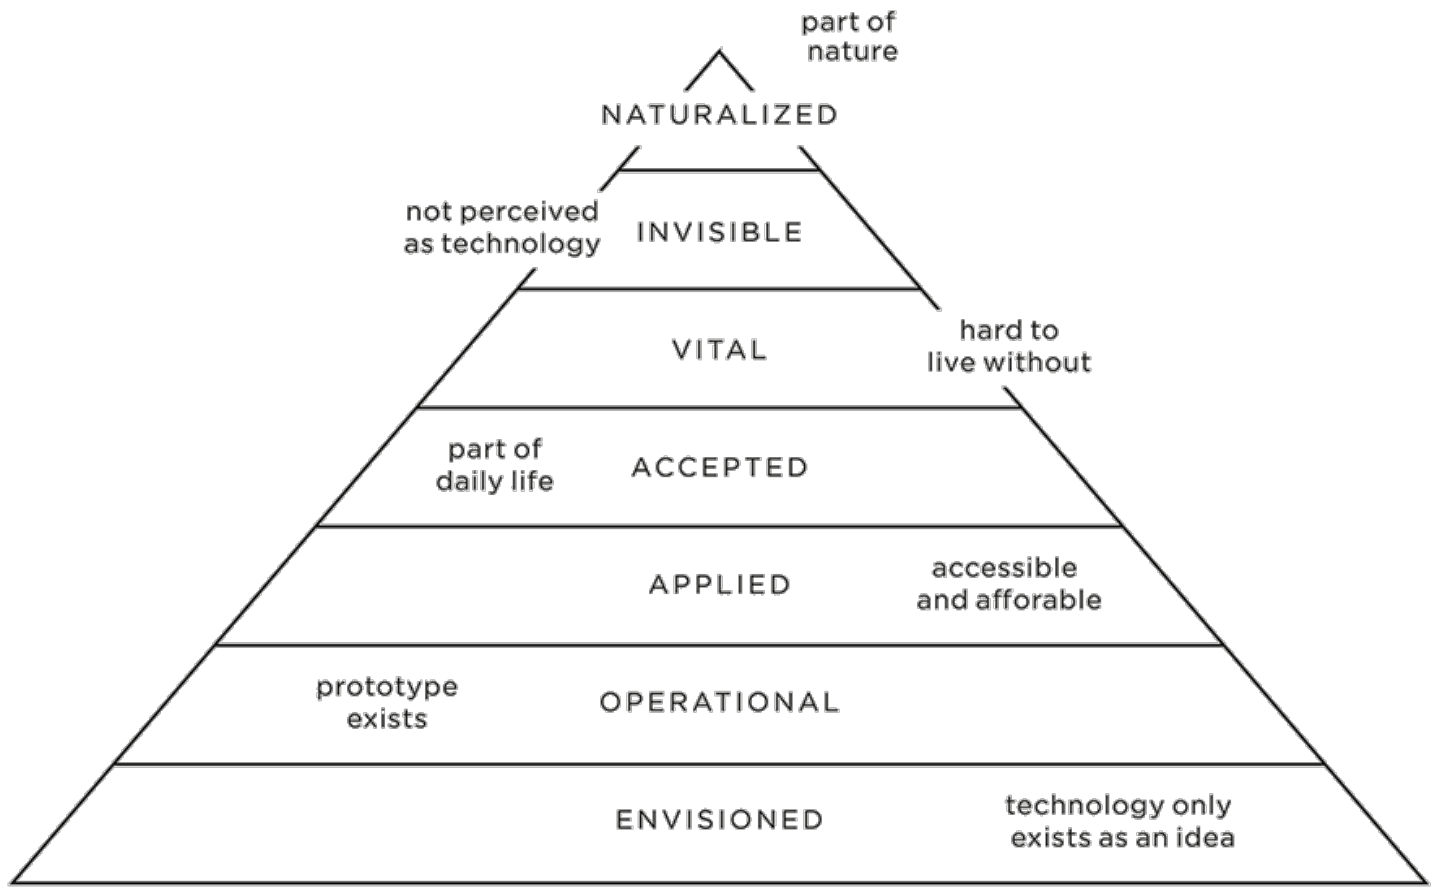 part of
nature
NATURALIZED
not perceived
as technology
INVISIBLE
VITAL
hard to
live without
part of
daily life
ACCEPTED
APPLIED
accessible
and afforable
prototype
exists
OPERATIONAL
ENVISIONED
technology only
exists as an idea